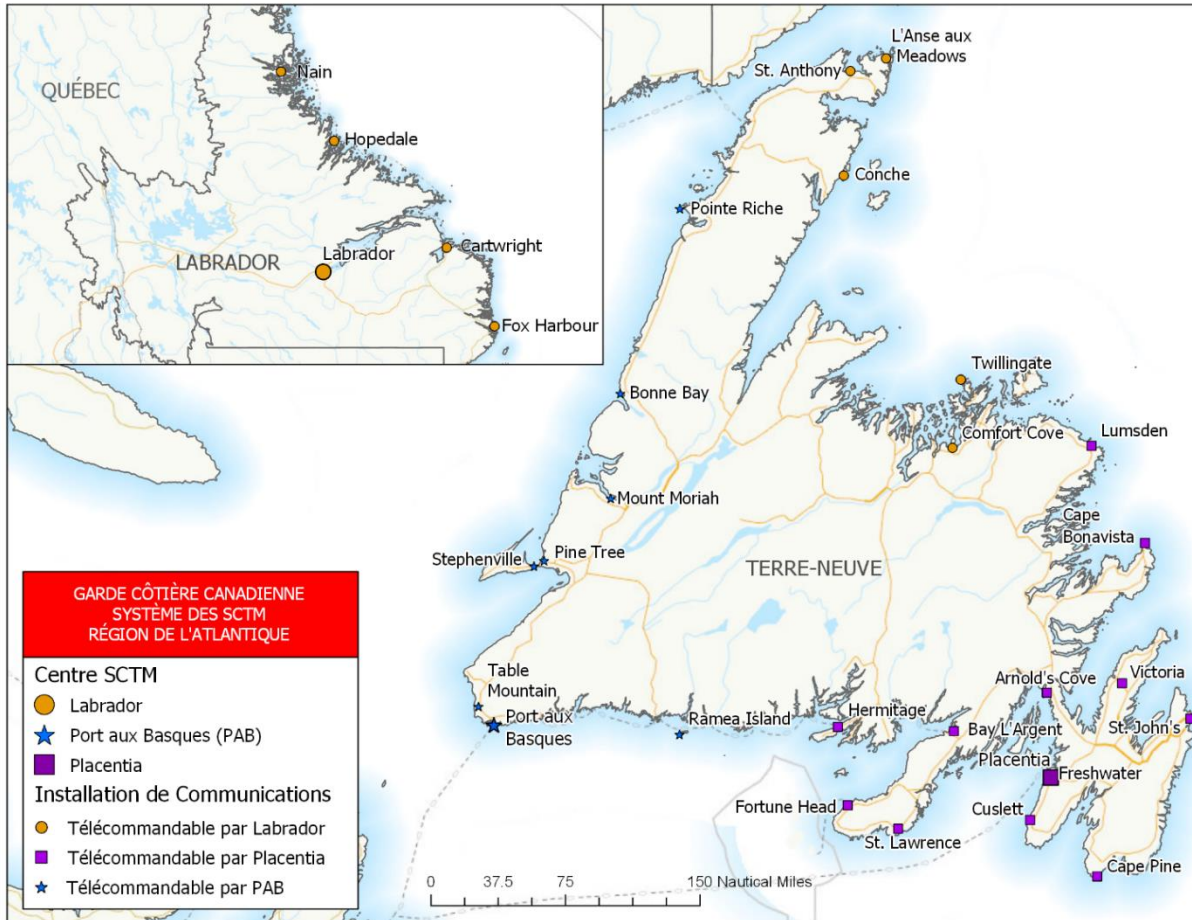 Nain
QUÉBEC
Hopedale
Cartwright
Labrador
LABRADOR
Fox Harbour
L'Anse aux
Meadows
St. Anthony
Conche
Pointe Riche
Twillingate
Bonne Bay
Comfort Cove
Lumsden
Mount Moriah
Cape
Bonavista
Pine Tree
Stephenville
TERRE-NEUVE
Table
Mountain
Port aux
Basques
Ramea Island
Hermitage
Arnold's Cove
Victoria
St. John's
Bay L'Argent
Placentia
Freshwater
Fortune Head
Cuslett
St. Lawrence
Cape Pine
GARDE CÔTIÈRE CANADIENNE
SYSTÈME DES SCTM
RÉGION DE L'ATLANTIQUE
Centre SCTM
Labrador
Port aux Basques (PAB)
Placentia
Installation de Communications
Télécommandable par Labrador
Télécommandable par Placentia
Télécommandable par PAB
0 37.5 75 150 Nautical Miles